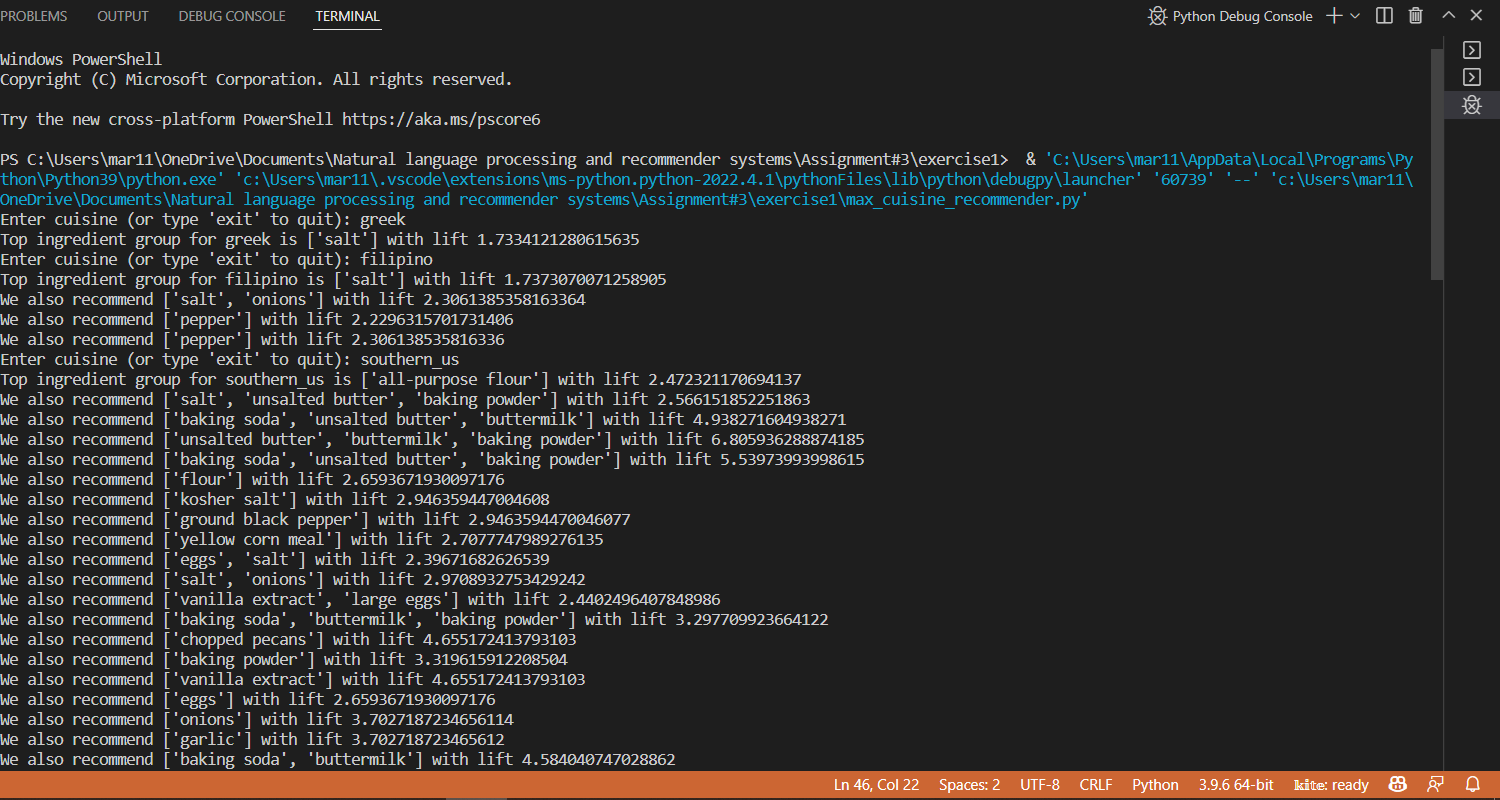 PROBLEMS OUTPUT DEBUG CONSOLE TERMINAL Python Debug Console
Windows PowerShell
Copyright (C) Microsoft Corporation. All rights reserved.
Try the new cross-platform PowerShell https://aka.ms/pscore6
PS C:\Users\mar11\OneDrive\Documents\Natural language processing and recommender systems\Assignment#3\exercise1>  & 'C:\Users\mar11\AppData\Local\Programs\Py
thon\Python39\python.exe' 'c:\Users\mar11\.vscode\extensions\ms-python.python-2022.4.1\pythonFiles\lib\python\debugpy\launcher' '60739' '--' 'c:\Users\mar11\
OneDrive\Documents\Natural language processing and recommender systems\Assignment#3\exercise1\max_cuisine_recommender.py'
Enter cuisine (or type 'exit' to quit): greek
Top ingredient group for greek is ['salt'] with lift 1.7334121280615635
Enter cuisine (or type 'exit' to quit): filipino
Top ingredient group for filipino is ['salt'] with lift 1.7373070071258905
We also recommend ['salt', 'onions'] with lift 2.3061385358163364
We also recommend ['pepper'] with lift 2.2296315701731406
We also recommend ['pepper'] with lift 2.306138535816336
Enter cuisine (or type 'exit' to quit): southern_us
Top ingredient group for southern_us is ['all-purpose flour'] with lift 2.472321170694137
We also recommend ['salt', 'unsalted butter', 'baking powder'] with lift 2.566151852251863
We also recommend ['baking soda', 'unsalted butter', 'buttermilk'] with lift 4.938271604938271
We also recommend ['unsalted butter', 'buttermilk', 'baking powder'] with lift 6.805936288874185
We also recommend ['baking soda', 'unsalted butter', 'baking powder'] with lift 5.53973993998615
We also recommend ['flour'] with lift 2.6593671930097176
We also recommend ['kosher salt'] with lift 2.946359447004608
We also recommend ['ground black pepper'] with lift 2.9463594470046077
We also recommend ['yellow corn meal'] with lift 2.7077747989276135
We also recommend ['eggs', 'salt'] with lift 2.39671682626539
We also recommend ['salt', 'onions'] with lift 2.9708932753429242
We also recommend ['vanilla extract', 'large eggs'] with lift 2.4402496407848986
We also recommend ['baking soda', 'buttermilk', 'baking powder'] with lift 3.297709923664122
We also recommend ['chopped pecans'] with lift 4.655172413793103
We also recommend ['baking powder'] with lift 3.319615912208504
We also recommend ['vanilla extract'] with lift 4.655172413793103
We also recommend ['eggs'] with lift 2.6593671930097176
We also recommend ['onions'] with lift 3.7027187234656114
We also recommend ['garlic'] with lift 3.702718723465612
We also recommend ['baking soda', 'buttermilk'] with lift 4.584040747028862
Ln 46, Col 22 Spaces: 2 UTF-8 CRLF Python 3.9.6 64-bit kite: ready